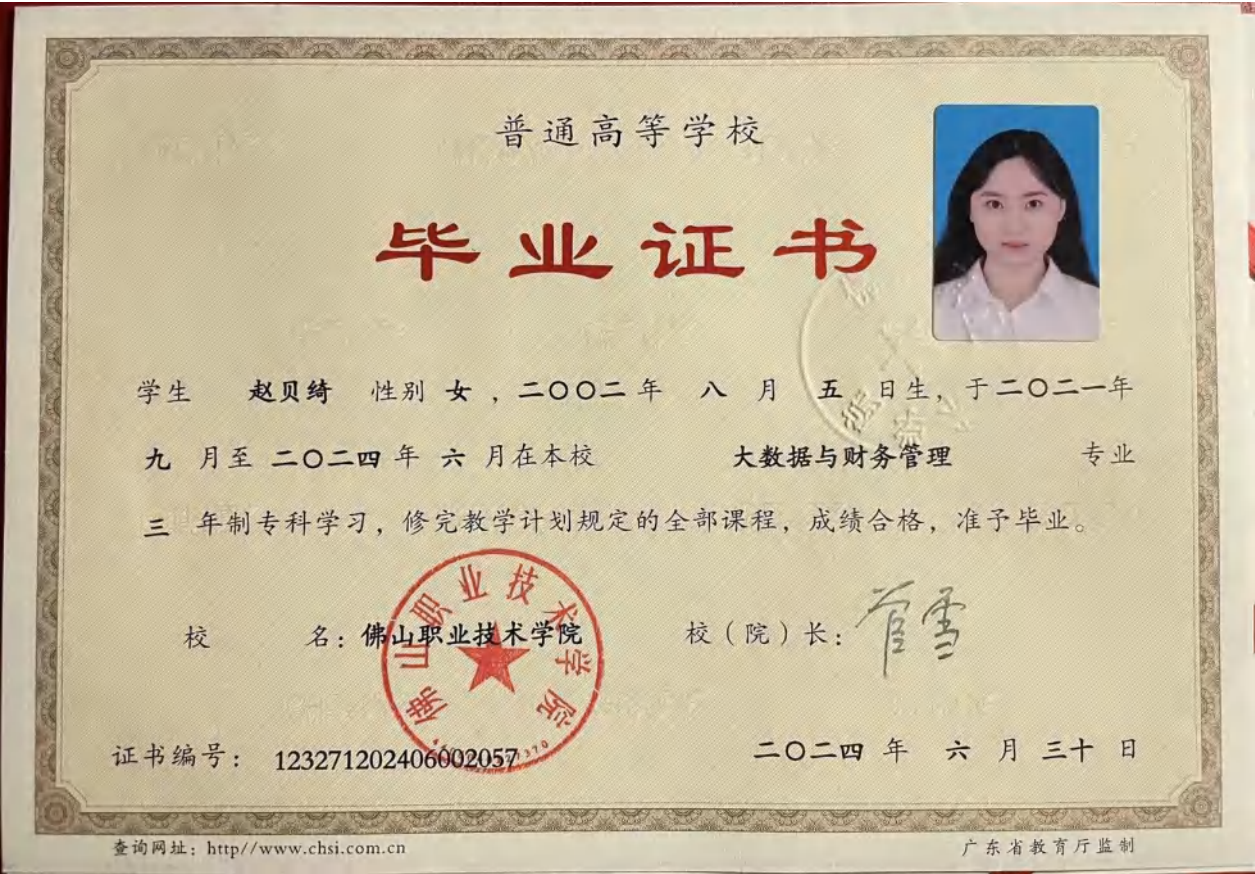 普通高等学校
毕业证书
学生 赵贝绮 性别 女，二〇〇二年 八 月 五 日生，于二〇二一年
九 月至 二〇二四 年 六 月在本校 大数据与财务管理 专业
三 年制专科学习，修完教学计划规定的全部课程，成绩合格，准予毕业。
佛山职业技术学院
校 名：佛山职业技术学院 校（院）长：管雪
证书编号：123271202406002057 二〇二四 年 六 月 三十 日
查询网址：http//www.chsi.com.cn 广东省教育厅监制